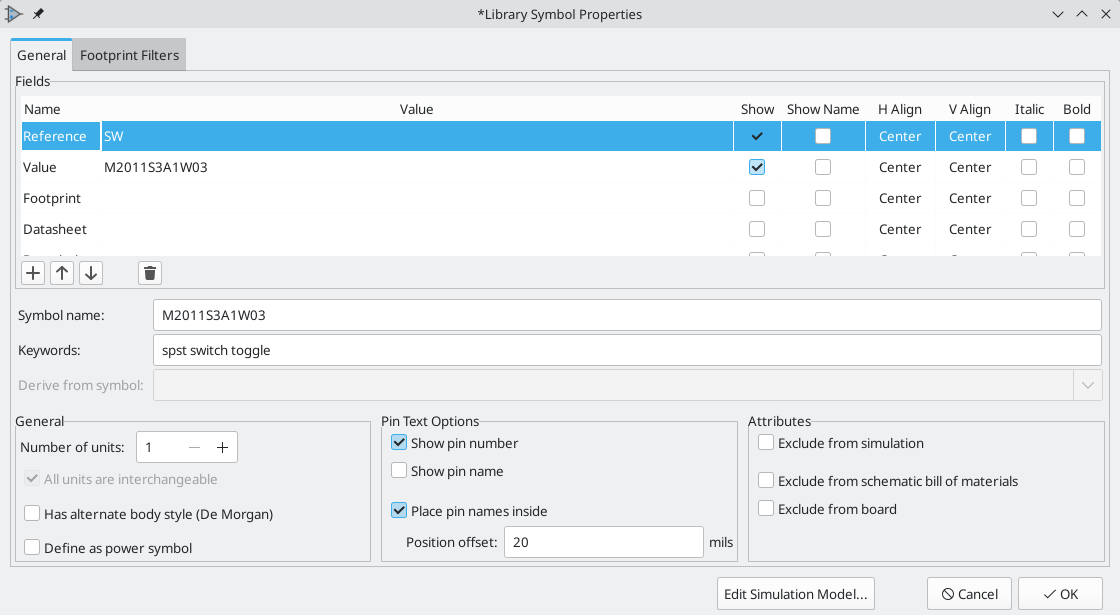 *Library Symbol Properties
General Footprint Filters
Fields
Name Value Show Show Name H Align V Align Italic Bold
Reference SW Center Center
Value M2011S3A1W03 Center Center
Footprint Center Center
Datasheet Center Center
Symbol name: M2011S3A1W03
Keywords: spst switch toggle
Derive from symbol:
General Pin Text Options Attributes
Number of units: 1 Show pin number Exclude from simulation
All units are interchangeable Show pin name Exclude from schematic bill of materials
Has alternate body style (De Morgan) Place pin names inside Exclude from board
Define as power symbol Position offset: 20 mils
Edit Simulation Model... Cancel OK